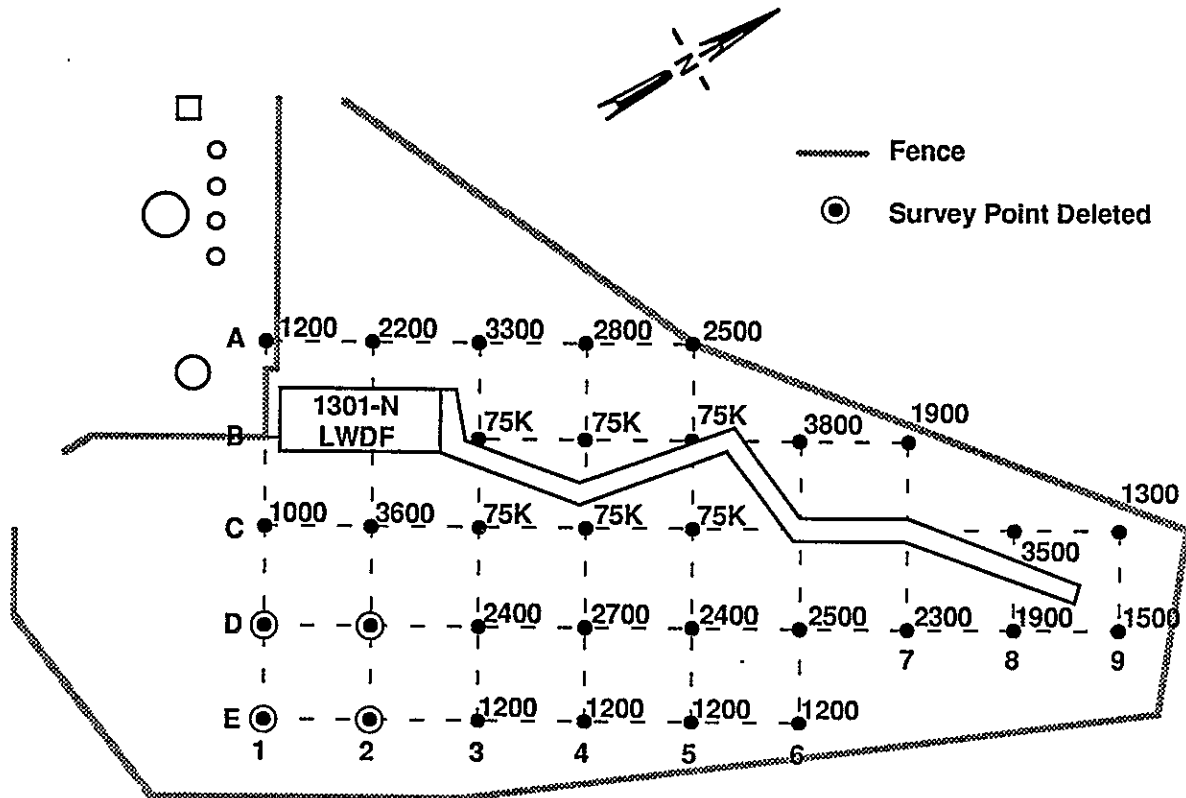 N
Fence
Survey Point Deleted
A 1200 2200 3300 2800 2500
1301-N
LWDF
B 75K 75K 75K 3800 1900
C 1000 3600 75K 75K 75K 3500 1300
D 2400 2700 2400 2500 2300 1900 1500
7 8 9
E 1200 1200 1200 1200
1 2 3 4 5 6